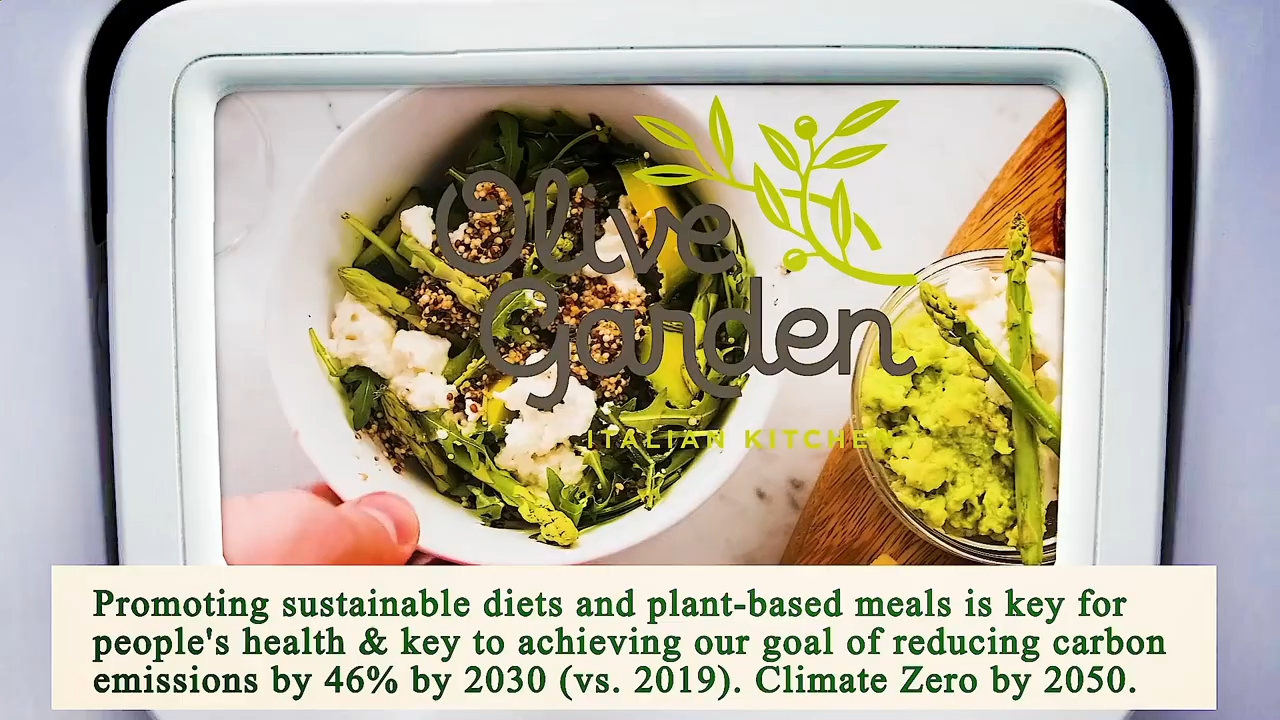 Olive
Garden
ITALIAN KITCHEN
Promoting sustainable diets and plant-based meals is key for
people's health & key to achieving our goal of reducing carbon
emissions by 46% by 2030 (vs. 2019). Climate Zero by 2050.